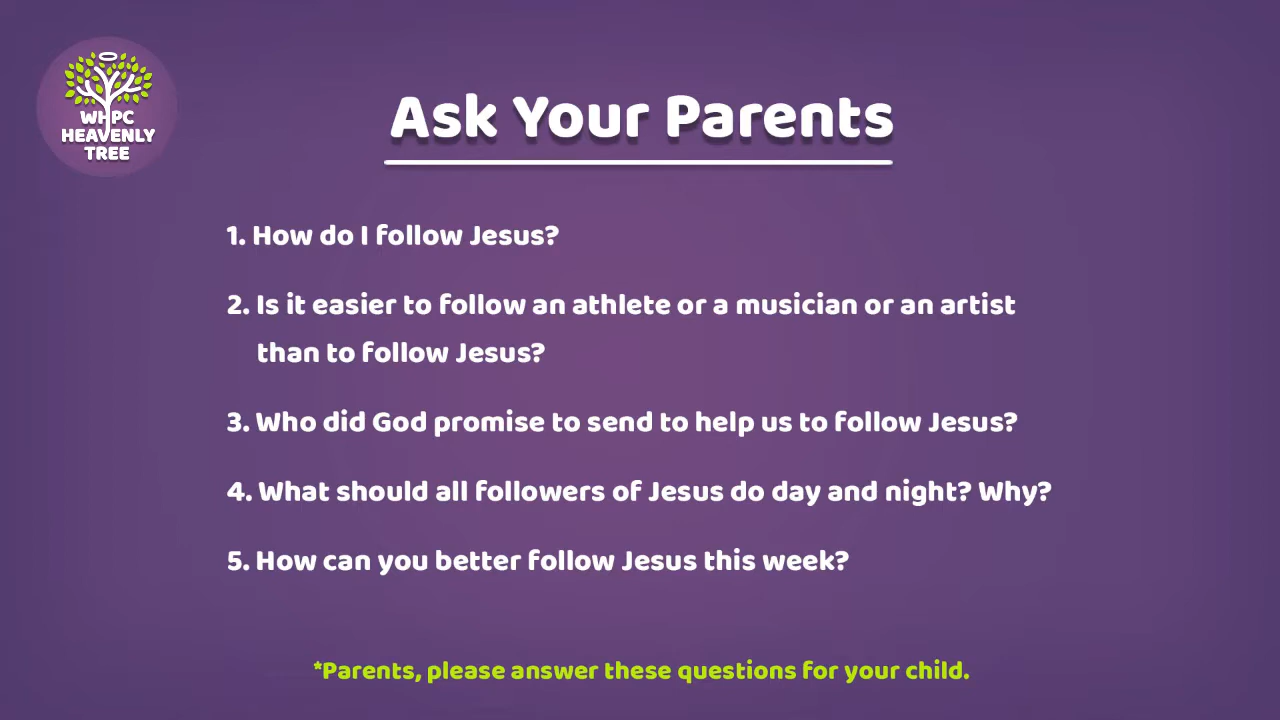 WHPC
HEAVENLY
TREE
Ask Your Parents
1. How do I follow Jesus?
2. Is it easier to follow an athlete or a musician or an artist
than to follow Jesus?
3. Who did God promise to send to help us to follow Jesus?
4. What should all followers of Jesus do day and night? Why?
5. How can you better follow Jesus this week?
*Parents, please answer these questions for your child.